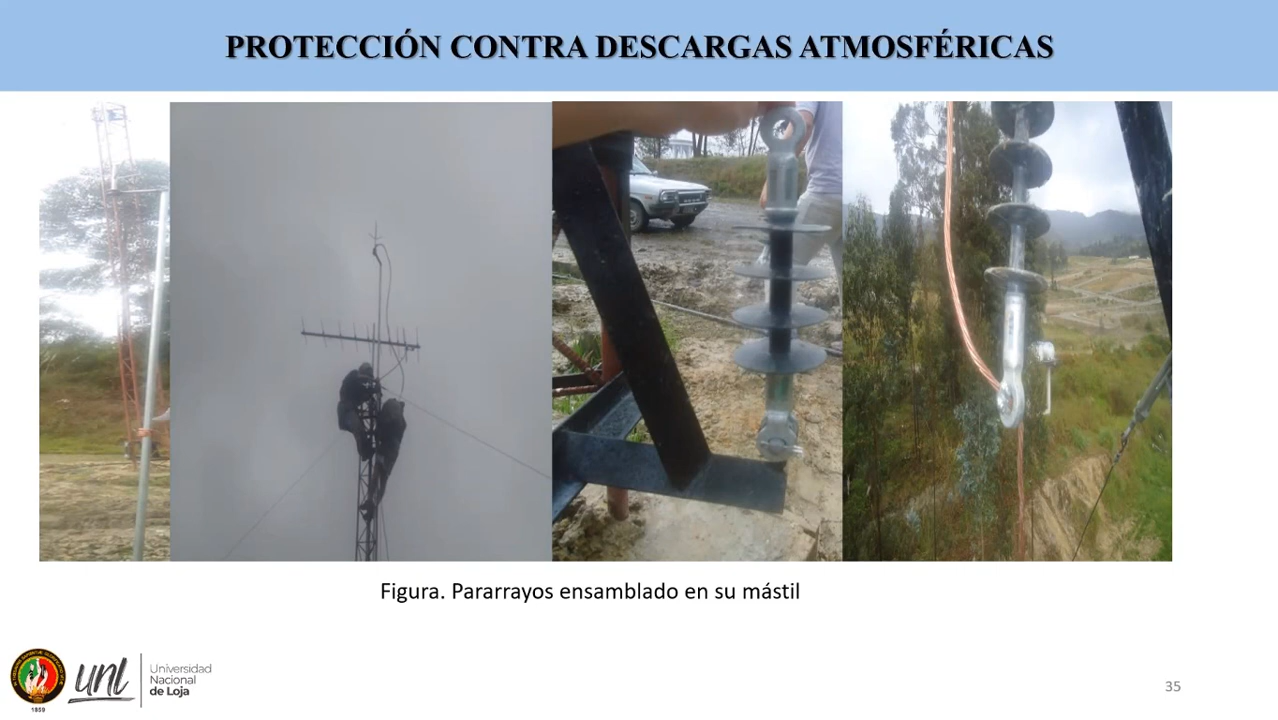 PROTECCIÓN CONTRA DESCARGAS ATMOSFÉRICAS
Figura. Pararrayos ensamblado en su mástil
unl
Universidad
Nacional
de Loja
1859
35